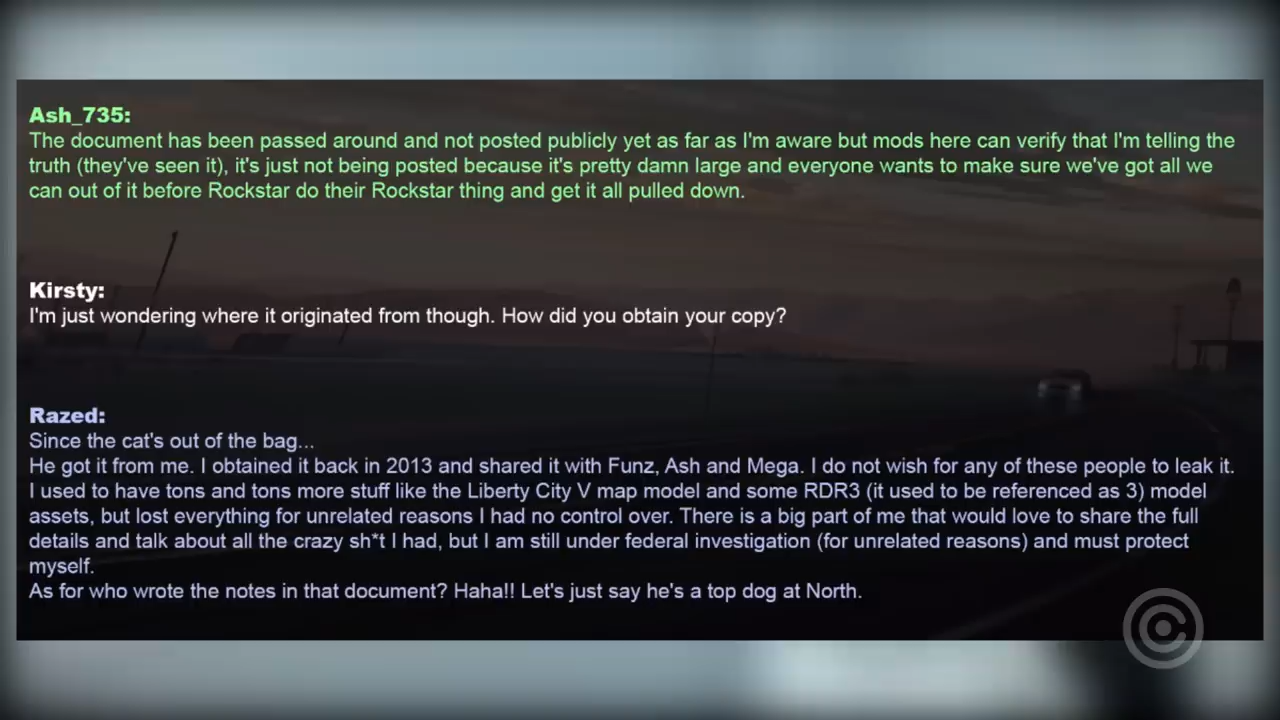 Ash_735:
The document has been passed around and not posted publicly yet as far as I'm aware but mods here can verify that I'm telling the
truth (they've seen it), it's just not being posted because it's pretty damn large and everyone wants to make sure we've got all we
can out of it before Rockstar do their Rockstar thing and get it all pulled down.
Kirsty:
I'm just wondering where it originated from though. How did you obtain your copy?
Razed:
Since the cat's out of the bag...
He got it from me. I obtained it back in 2013 and shared it with Funz, Ash and Mega. I do not wish for any of these people to leak it.
I used to have tons and tons more stuff like the Liberty City V map model and some RDR3 (it used to be referenced as 3) model
assets, but lost everything for unrelated reasons I had no control over. There is a big part of me that would love to share the full
details and talk about all the crazy sh*t I had, but I am still under federal investigation (for unrelated reasons) and must protect
myself.
As for who wrote the notes in that document? Haha!! Let's just say he's a top dog at North.